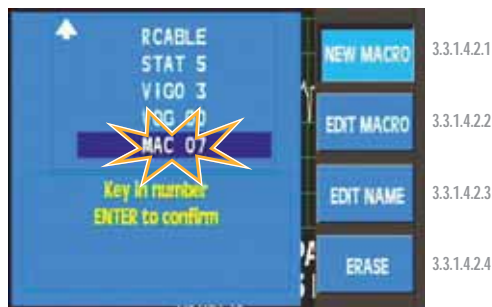 RCABLE
STAT 5
VIGO 3
MAC 07
Key in number
ENTER to confirm
NEW MACRO
3.3.1.4.2.1
EDIT MACRO
3.3.1.4.2.2
EDIT NAME
3.3.1.4.2.3
ERASE
3.3.1.4.2.4